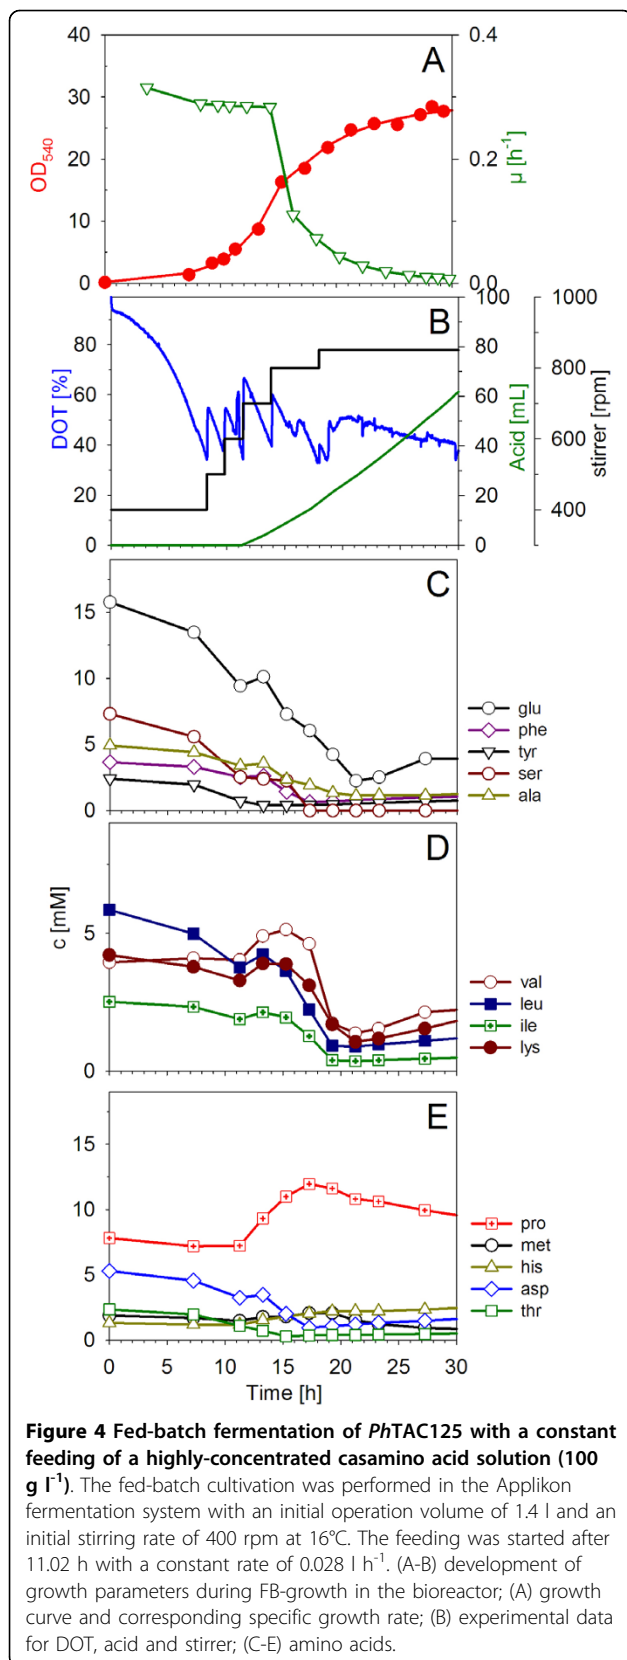 40
30
20
10
0
OD540
A
0.4
0.2
0.0
µ [h-1]
80
60
40
20
0
DOT [%]
B
100
80
60
40
20
0
Acid [mL]
1000
800
600
400
stirrer [rpm]
C
15
10
5
0
glu
phe
tyr
ser
ala
D
5
0
c [mM]
val
leu
ile
lys
E
15
10
5
0
pro
met
his
asp
thr
0 5 10 15 20 25 30
Time [h]
Figure 4 Fed-batch fermentation of PhTAC125 with a constant
feeding of a highly-concentrated casamino acid solution (100
g l-1). The fed-batch cultivation was performed in the Applikon
fermentation system with an initial operation volume of 1.4 l and an
initial stirring rate of 400 rpm at 16°C. The feeding was started after
11.02 h with a constant rate of 0.028 l h-1. (A-B) development of
growth parameters during FB-growth in the bioreactor; (A) growth
curve and corresponding specific growth rate; (B) experimental data
for DOT, acid and stirrer; (C-E) amino acids.